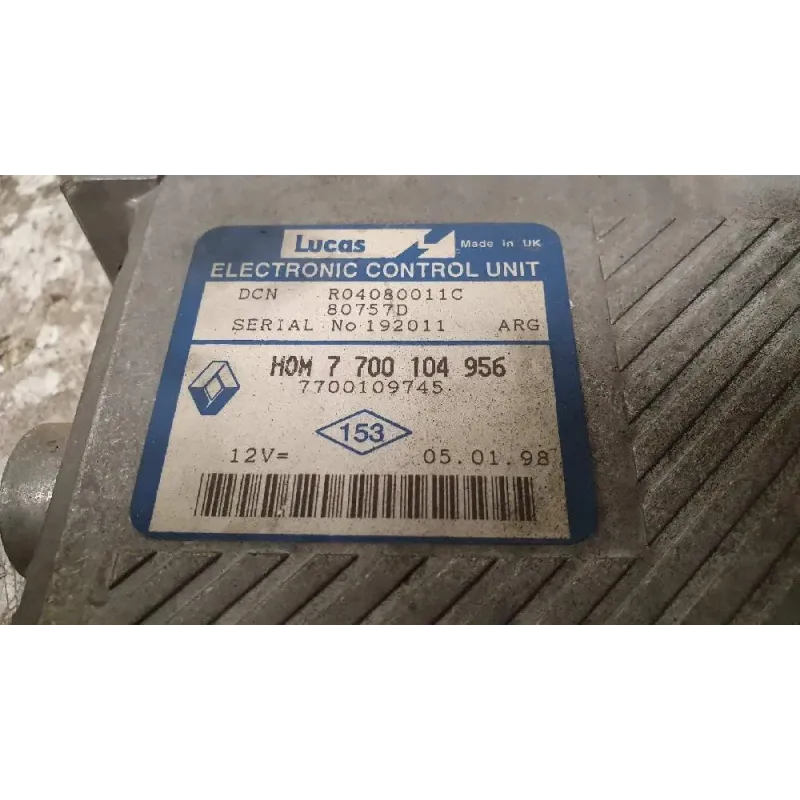 Lucas Made in UK
ELECTRONIC CONTROL UNIT
DCN R04080011C
80757D
SERIAL No 192011 ARG
HOM 7 700 104 956
7700109745
153
12V= 05.01.98